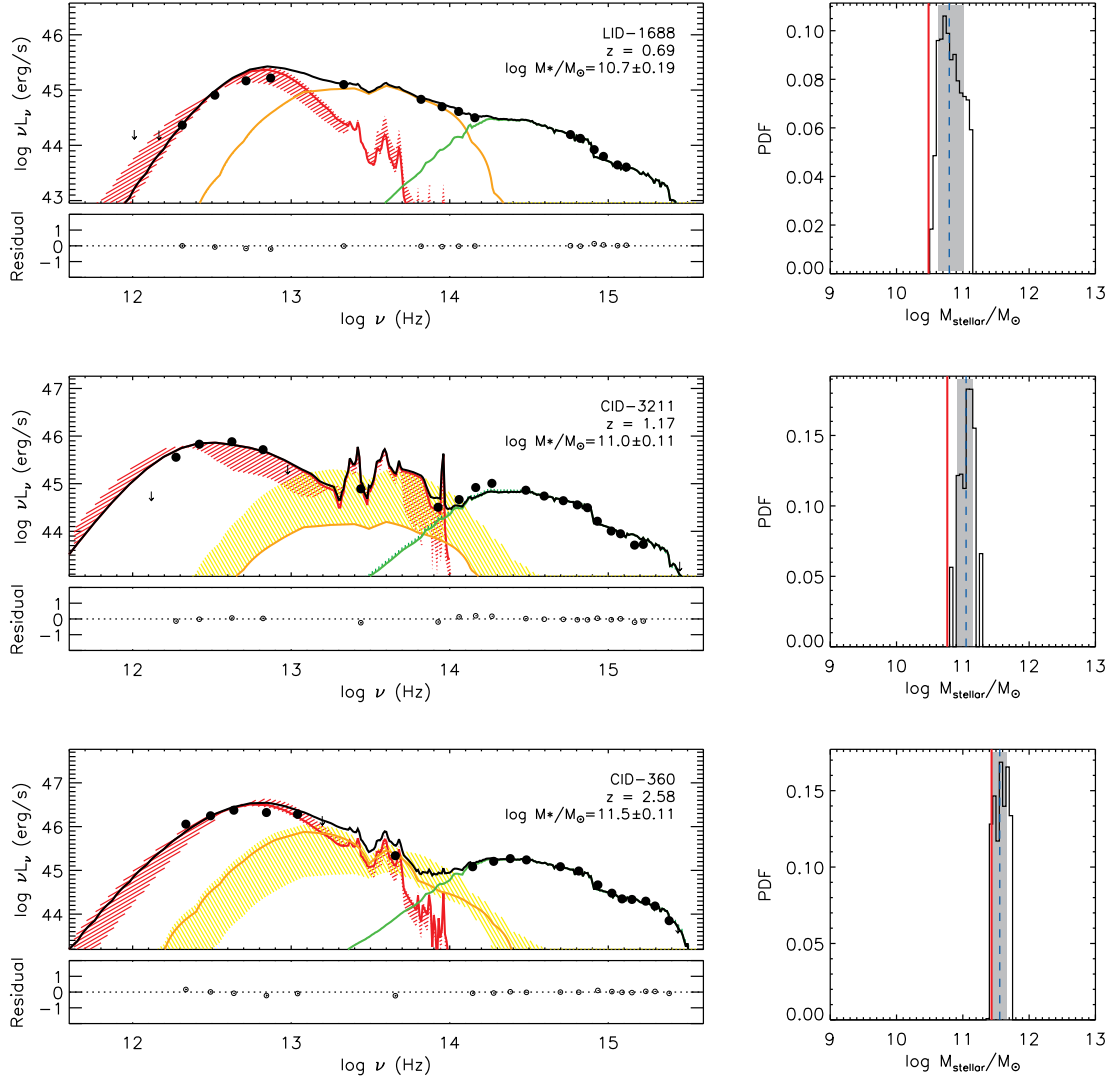 LID-1688
z = 0.69
log M*/M⊙=10.7±0.19
log νLν (erg/s)
46
45
44
43
Residual
1
0
−1
12 13 14 15
log ν (Hz)
PDF
0.10
0.08
0.06
0.04
0.02
0.00
9 10 11 12 13
log Mstellar/M⊙
CID-3211
z = 1.17
log M*/M⊙=11.0±0.11
log νLν (erg/s)
47
46
45
44
Residual
1
0
−1
12 13 14 15
log ν (Hz)
PDF
0.15
0.10
0.05
0.00
9 10 11 12 13
log Mstellar/M⊙
CID-360
z = 2.58
log M*/M⊙=11.5±0.11
log νLν (erg/s)
47
46
45
44
Residual
1
0
−1
12 13 14 15
log ν (Hz)
PDF
0.15
0.10
0.05
0.00
9 10 11 12 13
log Mstellar/M⊙